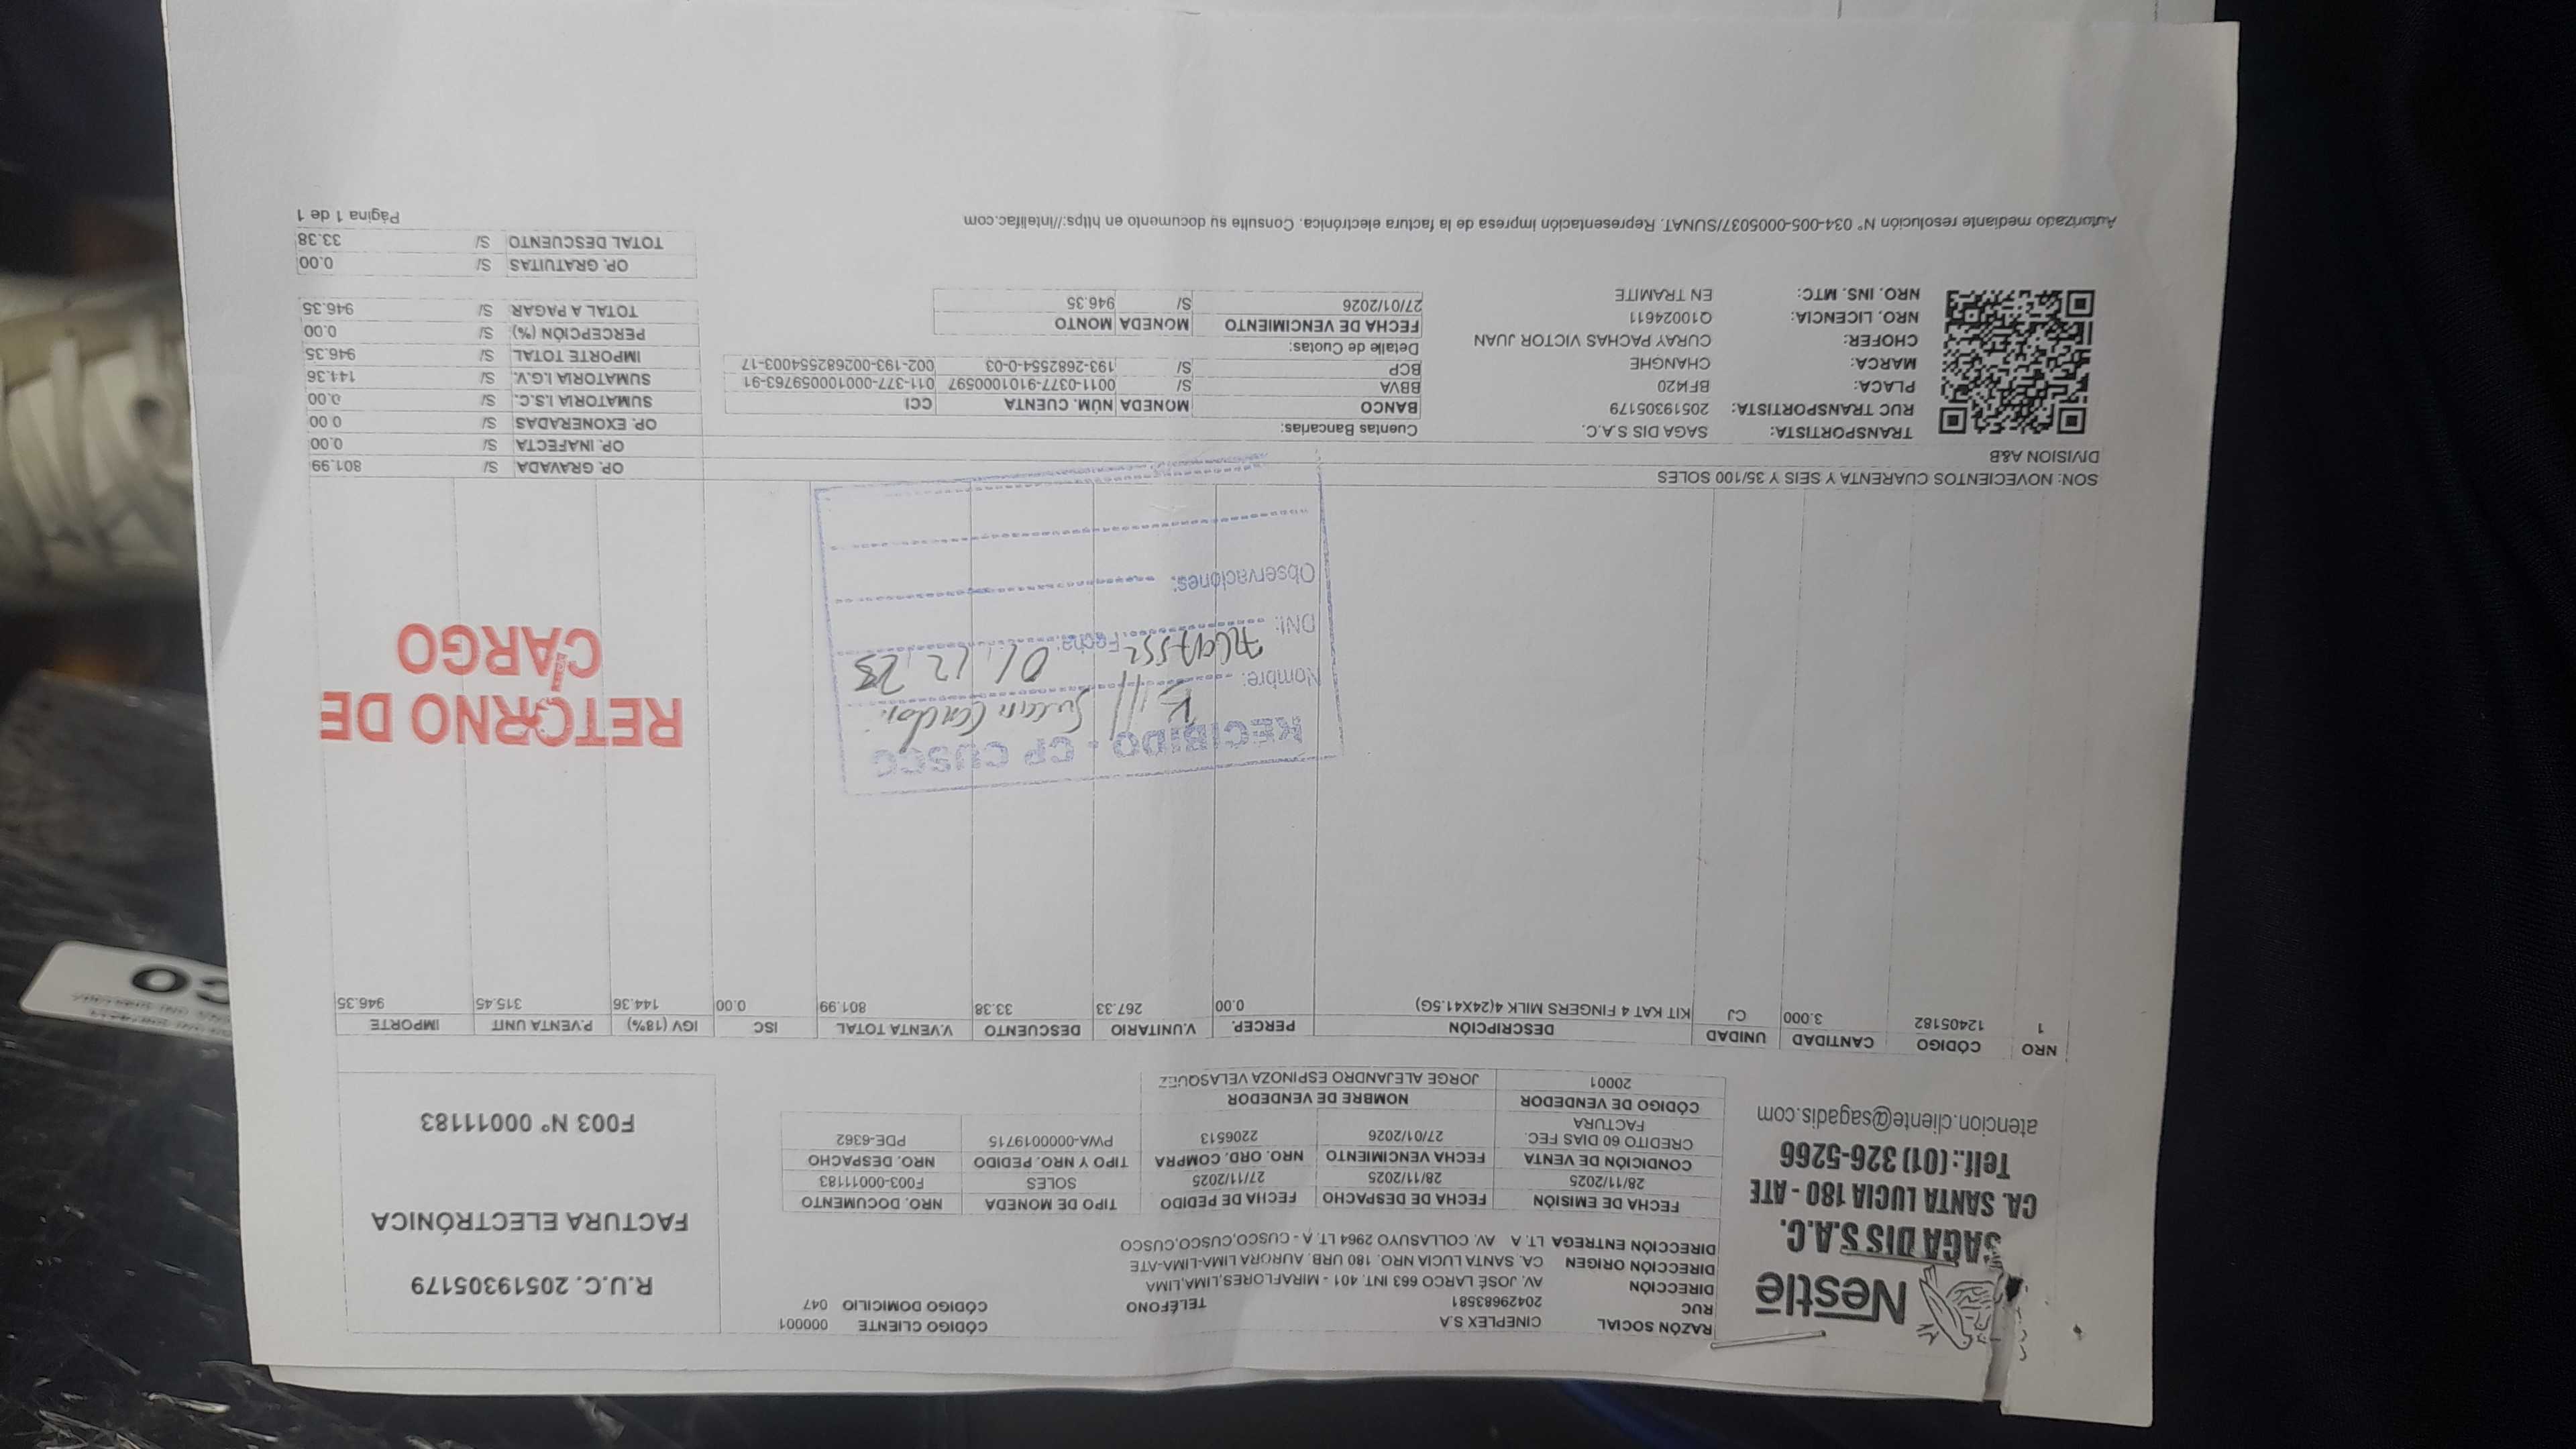 Nestlē
SAGA DIS S.A.C.
CA. SANTA LUCIA 180 - ATE
Telf.: (01) 326-5266
atencion.cliente@sagadis.com
RAZÓN SOCIAL CINEPLEX S.A CÓDIGO CLIENTE 000001
RUC 20429683581 TELÉFONO CÓDIGO DOMICILIO 047
DIRECCIÓN AV. JOSÉ LARCO 663 INT. 401 - MIRAFLORES,LIMA,LIMA
DIRECCIÓN ORIGEN CA. SANTA LUCIA NRO. 180 URB. AURORA LIMA-LIMA-ATE
DIRECCIÓN ENTREGA LT. A AV. COLLASUYO 2964 LT. A - CUSCO,CUSCO,CUSCO
FECHA DE EMISIÓN FECHA DE DESPACHO FECHA DE PEDIDO TIPO DE MONEDA NRO. DOCUMENTO
28/11/2025 28/11/2025 27/11/2025 SOLES F003-00011183
CONDICIÓN DE VENTA FECHA VENCIMIENTO NRO. ORD. COMPRA TIPO Y NRO. PEDIDO NRO. DESPACHO
CREDITO 60 DIAS FEC. FACTURA 27/01/2026 2206513 PWA-0000019715 PDE-6362
CÓDIGO DE VENDEDOR NOMBRE DE VENDEDOR
20001 JORGE ALEJANDRO ESPINOZA VELASQUEZ
R.U.C. 20519305179
FACTURA ELECTRÓNICA
F003 N° 00011183
NRO CÓDIGO CANTIDAD UNIDAD DESCRIPCIÓN PERCEP. V.UNITARIO DESCUENTO V.VENTA TOTAL ISC IGV (18%) P.VENTA UNIT IMPORTE
1 12405182 3.000 CJ KIT KAT 4 FINGERS MILK 4(24X41.5G) 0.00 267.33 33.38 801.99 0.00 144.36 315.45 946.35
RECIBIDO - CP CUSCO
Nombre:
DNI: Fecha: 01 12 25
Observaciones:
RETORNO DE
CARGO
SON: NOVECIENTOS CUARENTA Y SEIS Y 35/100 SOLES
DIVISION A&B
TRANSPORTISTA: SAGA DIS S.A.C.
RUC TRANSPORTISTA: 20519305179
PLACA: BFI420
MARCA: CHANGHE
CHOFER: CURAY PACHAS VICTOR JUAN
NRO. LICENCIA: Q10024611
NRO. INS. MTC: EN TRAMITE
Cuentas Bancarias:
BANCO MONEDA NÚM. CUENTA CCI
BBVA S/ 0011-0377-9101000597 011-377-000100059763-91
BCP S/ 193-2682554-0-03 002-193-002682554003-17
Detalle de Cuotas:
FECHA DE VENCIMIENTO MONEDA MONTO
27/01/2026 S/ 946.35
OP. GRAVADA S/ 801.99
OP. INAFECTA S/ 0.00
OP. EXONERADAS S/ 0.00
SUMATORIA I.S.C. S/ 0.00
SUMATORIA I.G.V. S/ 144.36
IMPORTE TOTAL S/ 946.35
PERCEPCIÓN (%) S/ 0.00
TOTAL A PAGAR S/ 946.35
OP. GRATUITAS S/ 0.00
TOTAL DESCUENTO S/ 33.38
Autorizado mediante resolución N° 034-005-0005037/SUNAT. Representación impresa de la factura electrónica. Consulte su documento en https://intellfac.com
Página 1 de 1